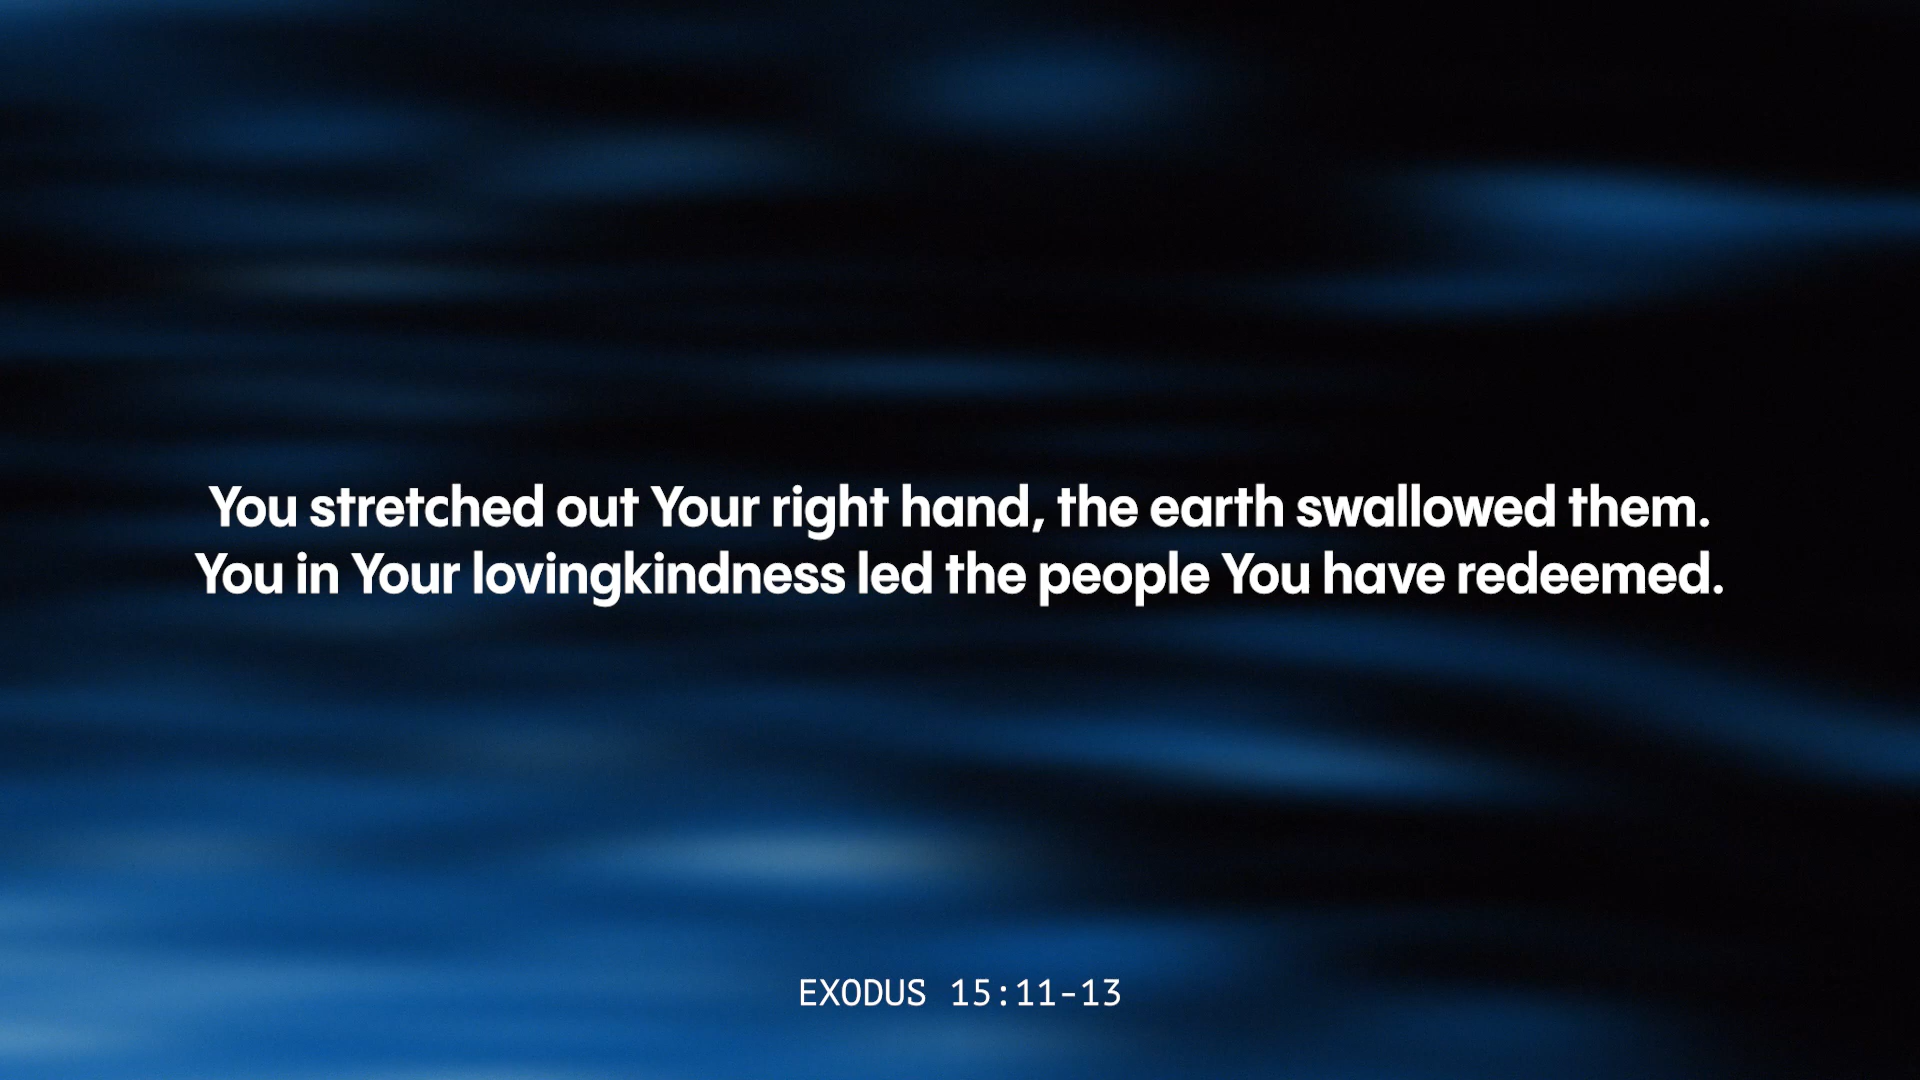 You stretched out Your right hand, the earth swallowed them.
You in Your lovingkindness led the people You have redeemed.
EXODUS 15:11-13